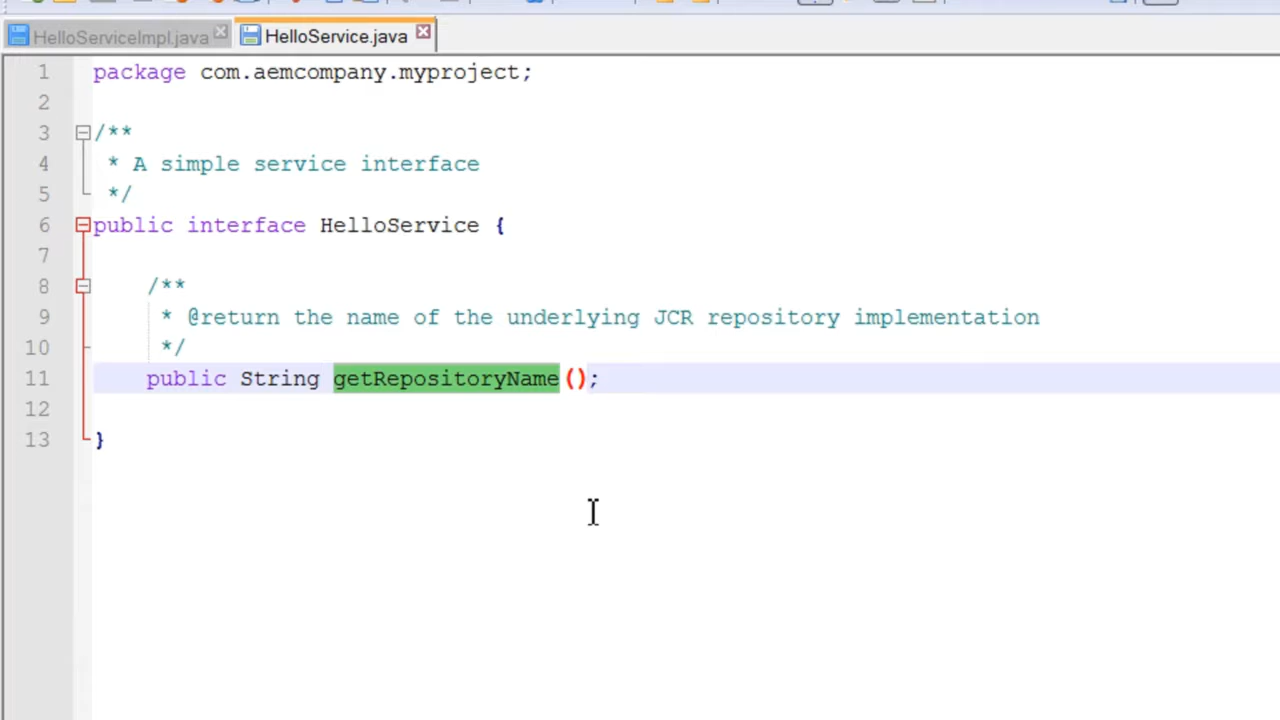 HelloServiceImpl.java HelloService.java
1 package com.aemcompany.myproject;
2
3 /**
4 * A simple service interface
5 */
6 public interface HelloService {
7
8 /**
9 * @return the name of the underlying JCR repository implementation
10 */
11 public String getRepositoryName();
12
13 }